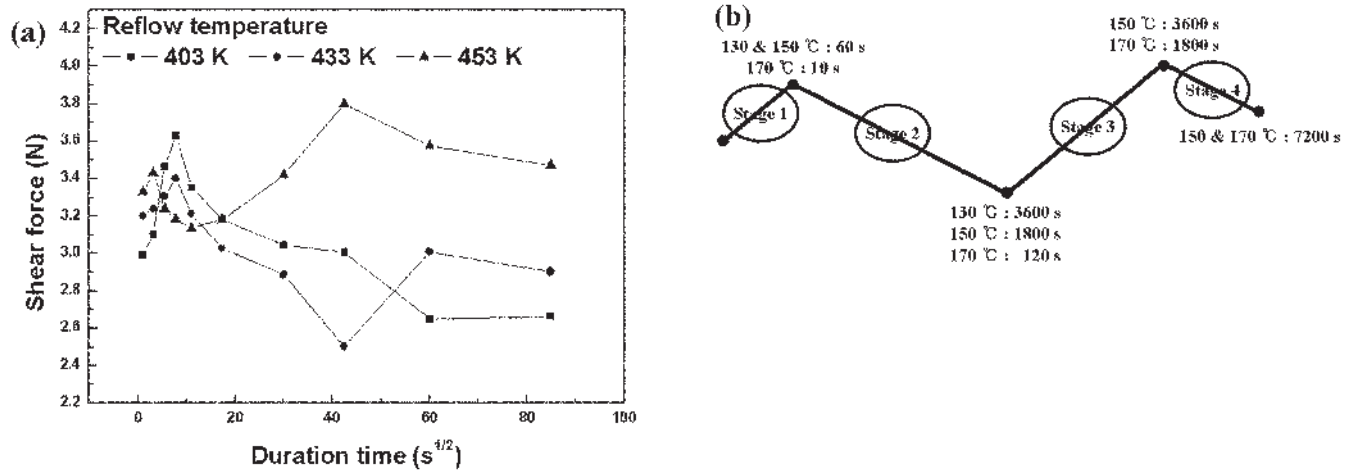 (a)
Reflow temperature
403 K 433 K 453 K
4.2
4.0
3.8
3.6
3.4
3.2
3.0
2.8
2.6
2.4
2.2
Shear force (N)
0 20 40 60 80 100
Duration time (s^1/2)
(b)
130 & 150 ℃ : 60 s
170 ℃ : 10 s
150 ℃ : 3600 s
170 ℃ : 1800 s
Stage 1
Stage 2
Stage 3
Stage 4
150 & 170 ℃ : 7200 s
130 ℃ : 3600 s
150 ℃ : 1800 s
170 ℃ : 120 s